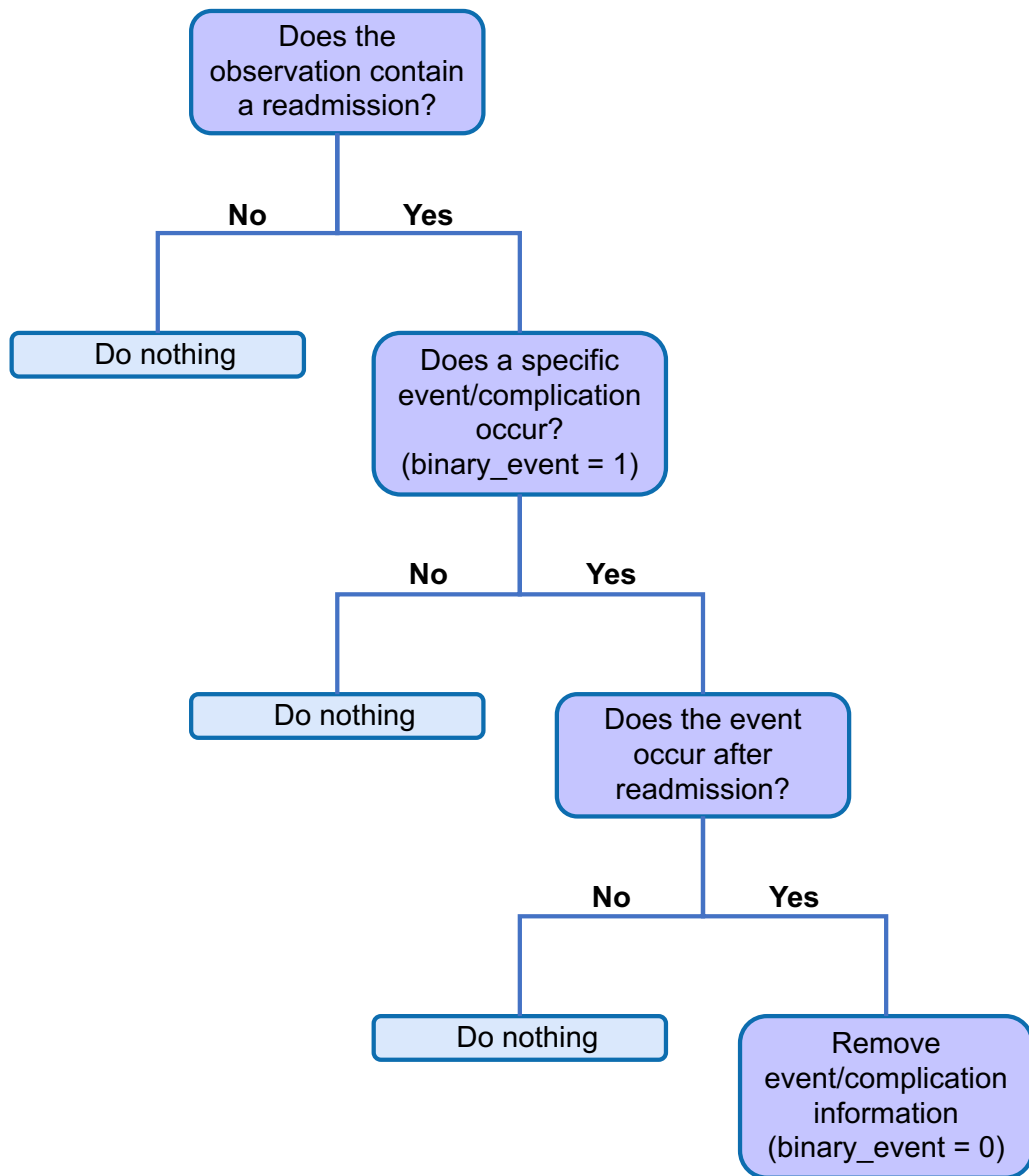 Does the
observation contain
a readmission?
No
Yes
Do nothing
Does a specific
event/complication
occur?
(binary_event = 1)
No
Yes
Do nothing
Does the event
occur after
readmission?
No
Yes
Do nothing
Remove
event/complication
information
(binary_event = 0)